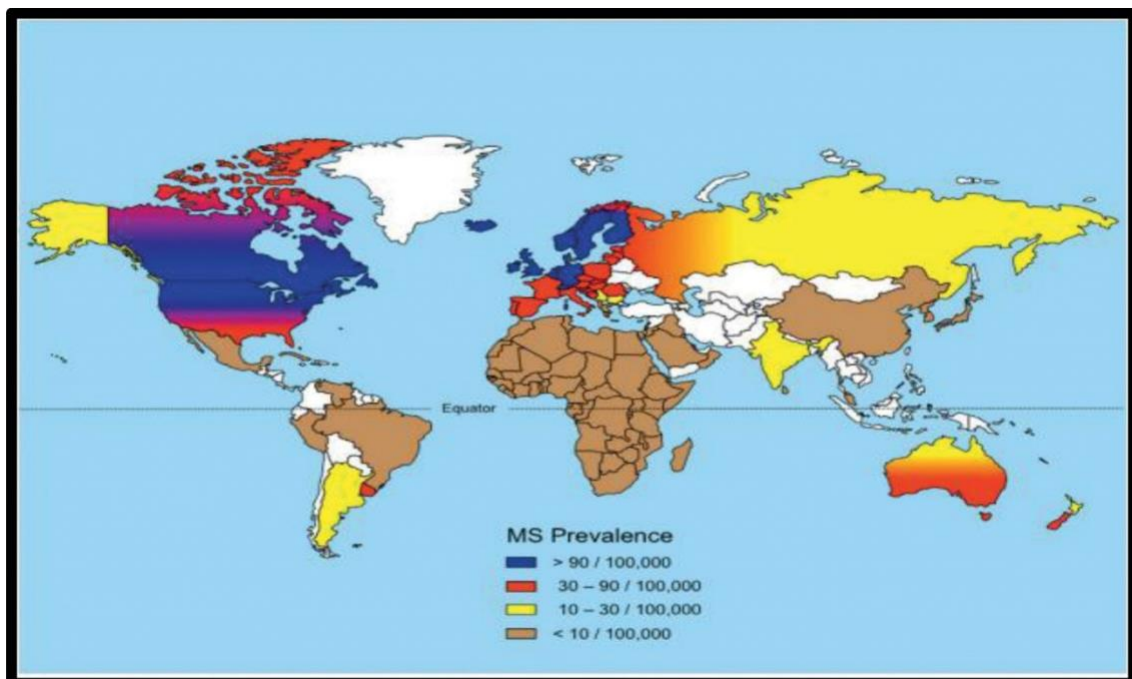 Equator
MS Prevalence
> 90 / 100,000
30 – 90 / 100,000
10 – 30 / 100,000
< 10 / 100,000